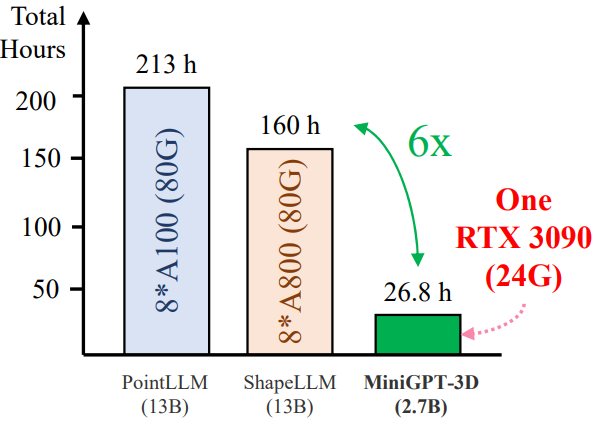 Total
Hours
200
150
100
50
213 h
160 h
26.8 h
8*A100 (80G)
8*A800 (80G)
6x
One
RTX 3090
(24G)
PointLLM
(13B)
ShapeLLM
(13B)
MiniGPT-3D
(2.7B)